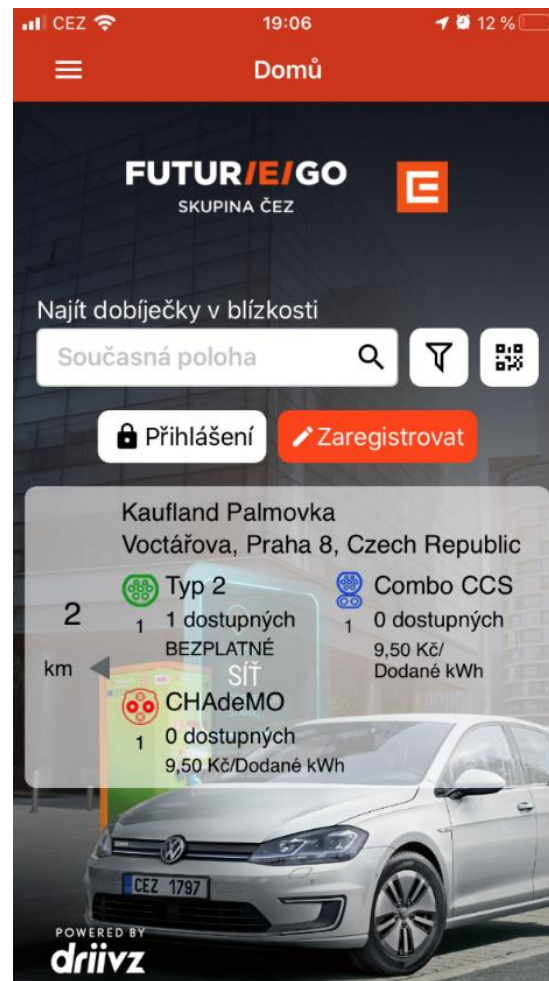 CEZ 19:06 12 %
Domů
FUTUR/E/GO
SKUPINA ČEZ
Najít dobíječky v blízkosti
Současná poloha
Přihlášení Zaregistrovat
Kaufland Palmovka
Voctářova, Praha 8, Czech Republic
2
km
Typ 2
1 1 dostupných
BEZPLATNÉ
Combo CCS
1 0 dostupných
9,50 Kč/
Dodané kWh
SÍŤ
CHAdeMO
1 0 dostupných
9,50 Kč/Dodané kWh
CEZ 1797
POWERED BY
driivz